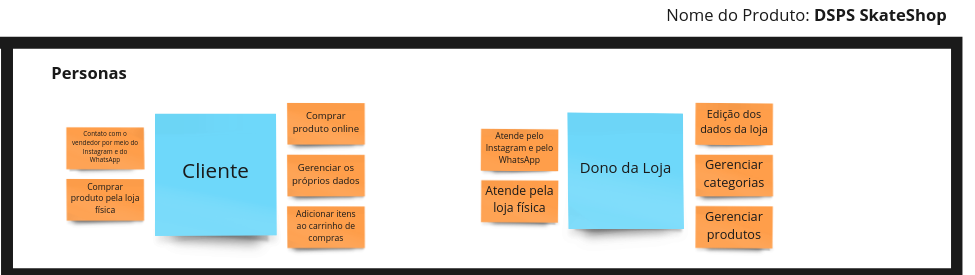 Nome do Produto: DSPS SkateShop
Personas
Contato com o
vendedor por meio do
Instagram e do
WhatsApp
Comprar
produto pela loja
física
Cliente
Comprar
produto online
Gerenciar os
próprios dados
Adicionar itens
ao carrinho de
compras
Atende pelo
Instagram e pelo
WhatsApp
Atende pela
loja física
Dono da Loja
Edição dos
dados da loja
Gerenciar
categorias
Gerenciar
produtos